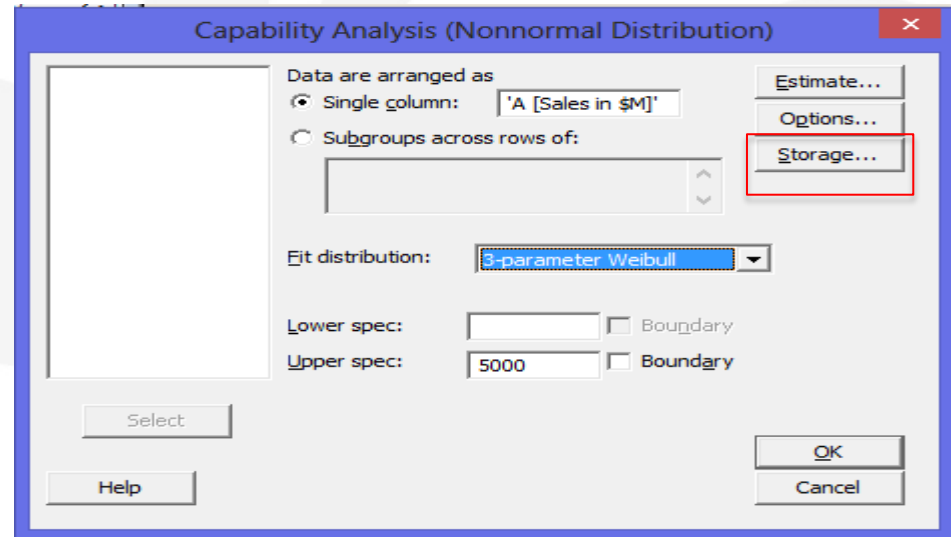 Capability Analysis (Nonnormal Distribution)
Data are arranged as
Single column: 'A [Sales in $M]'
Subgroups across rows of:
Estimate...
Options...
Storage...
Fit distribution: 3-parameter Weibull
Lower spec: Boundary
Upper spec: 5000 Boundary
Select
Help
OK
Cancel